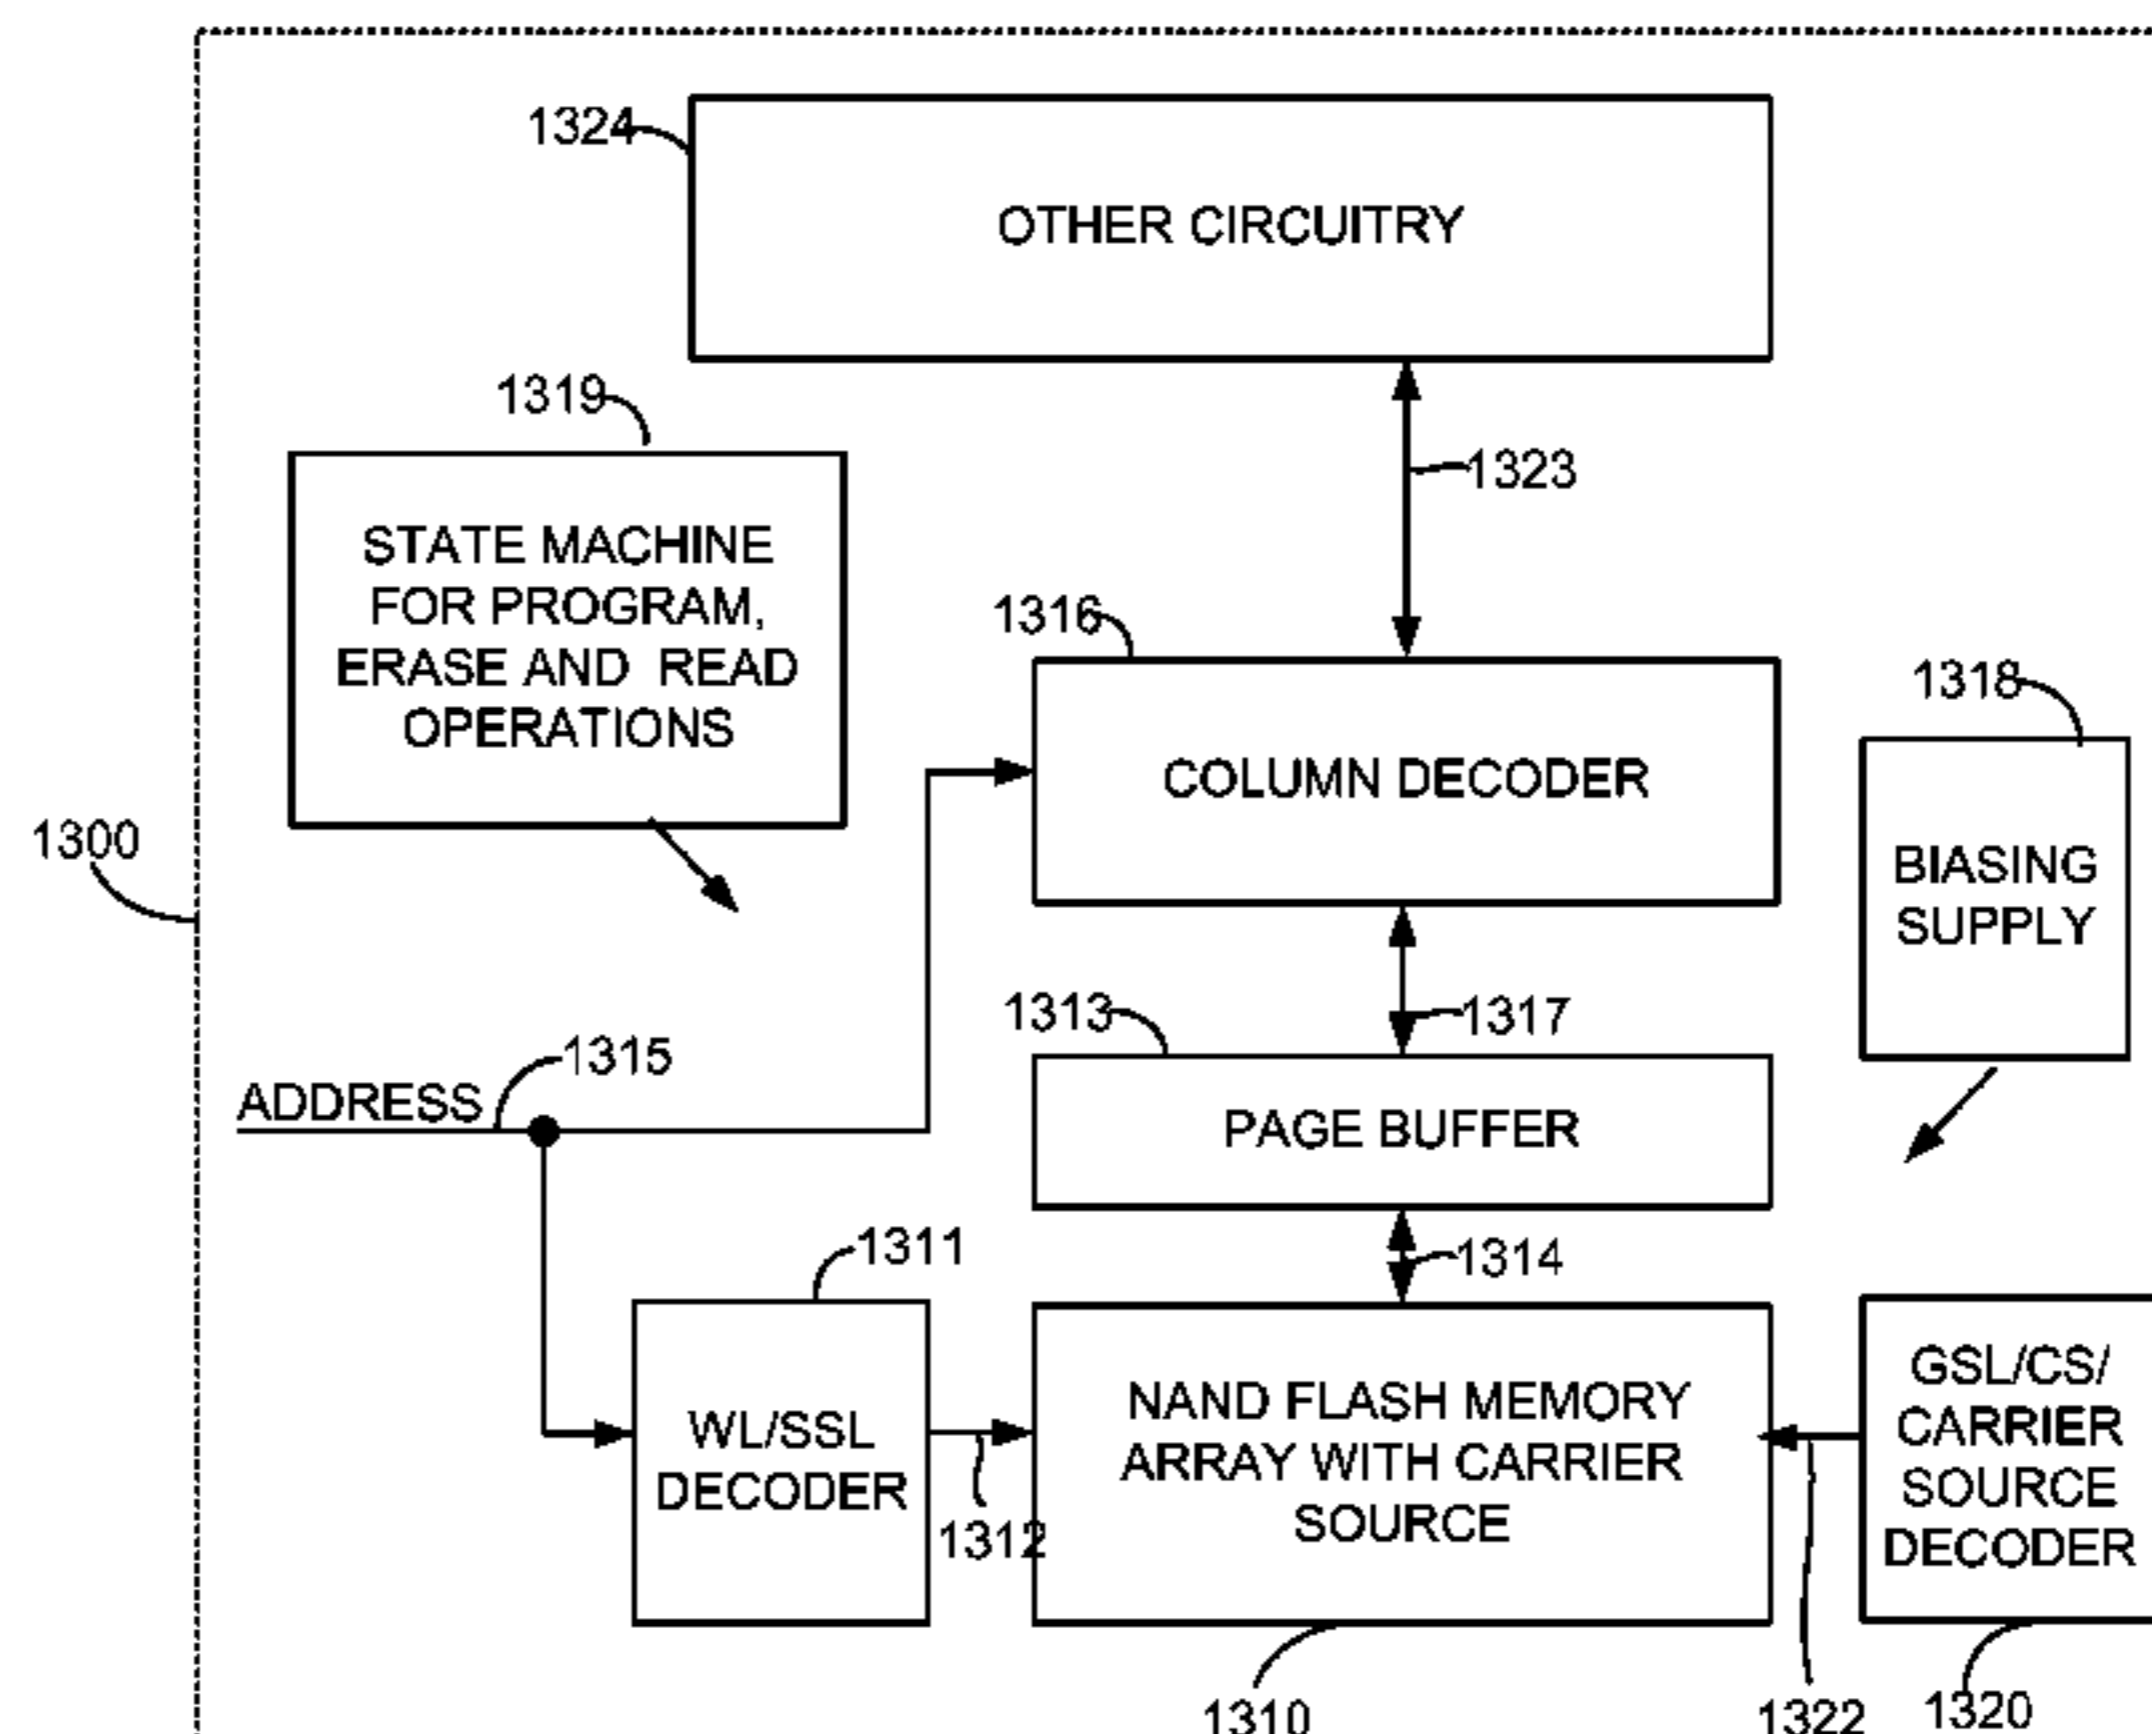 1324
OTHER CIRCUITRY
1319
1323
STATE MACHINE
FOR PROGRAM,
ERASE AND READ
OPERATIONS
1316
1318
COLUMN DECODER
1300
BIASING
SUPPLY
1313
1317
1315
ADDRESS
PAGE BUFFER
1311
1314
WL/SSL
DECODER
1312
NAND FLASH MEMORY
ARRAY WITH CARRIER
SOURCE
GSL/CS/
CARRIER
SOURCE
DECODER
1310
1322
1320